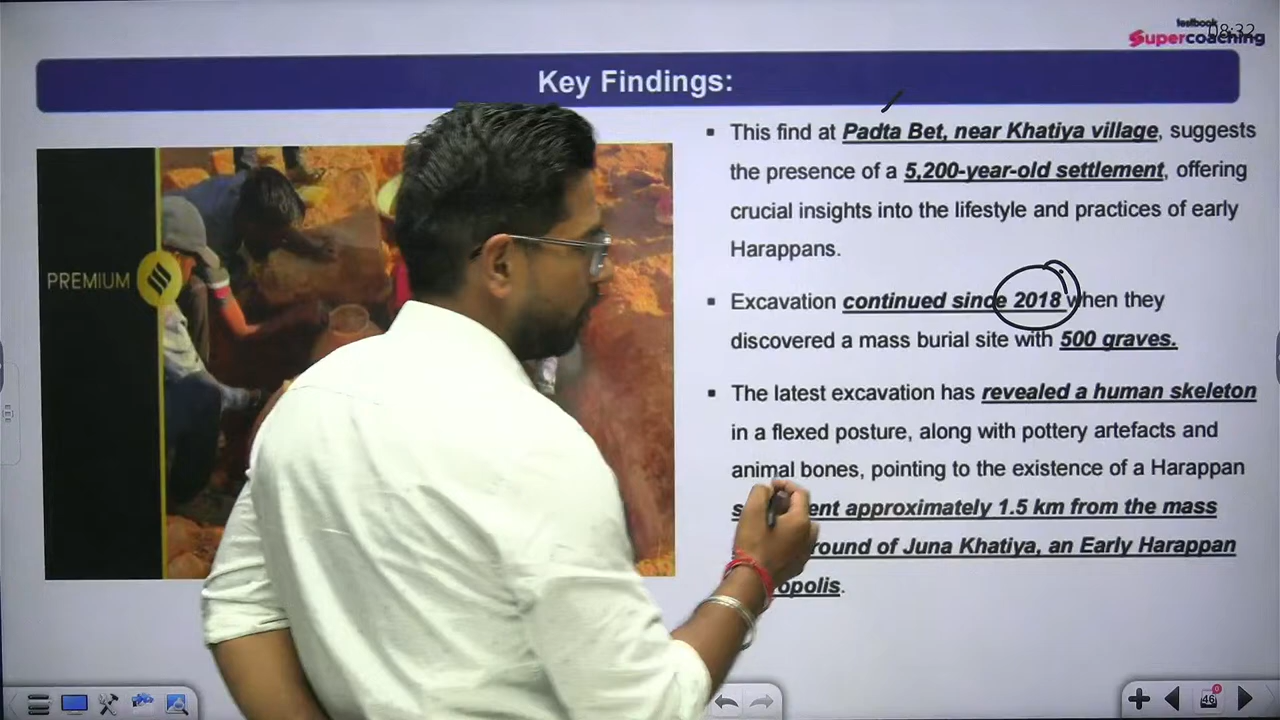 testbook
Supercoaching
08:32
Key Findings:
This find at Padta Bet, near Khatiya village, suggests
the presence of a 5,200-year-old settlement, offering
crucial insights into the lifestyle and practices of early
Harappans.
PREMIUM
Excavation continued since 2018 when they
discovered a mass burial site with 500 graves.
The latest excavation has revealed a human skeleton
in a flexed posture, along with pottery artefacts and
animal bones, pointing to the existence of a Harappan
approximately 1.5 km from the mass
of Juna Khatiya, an Early Harappan
46